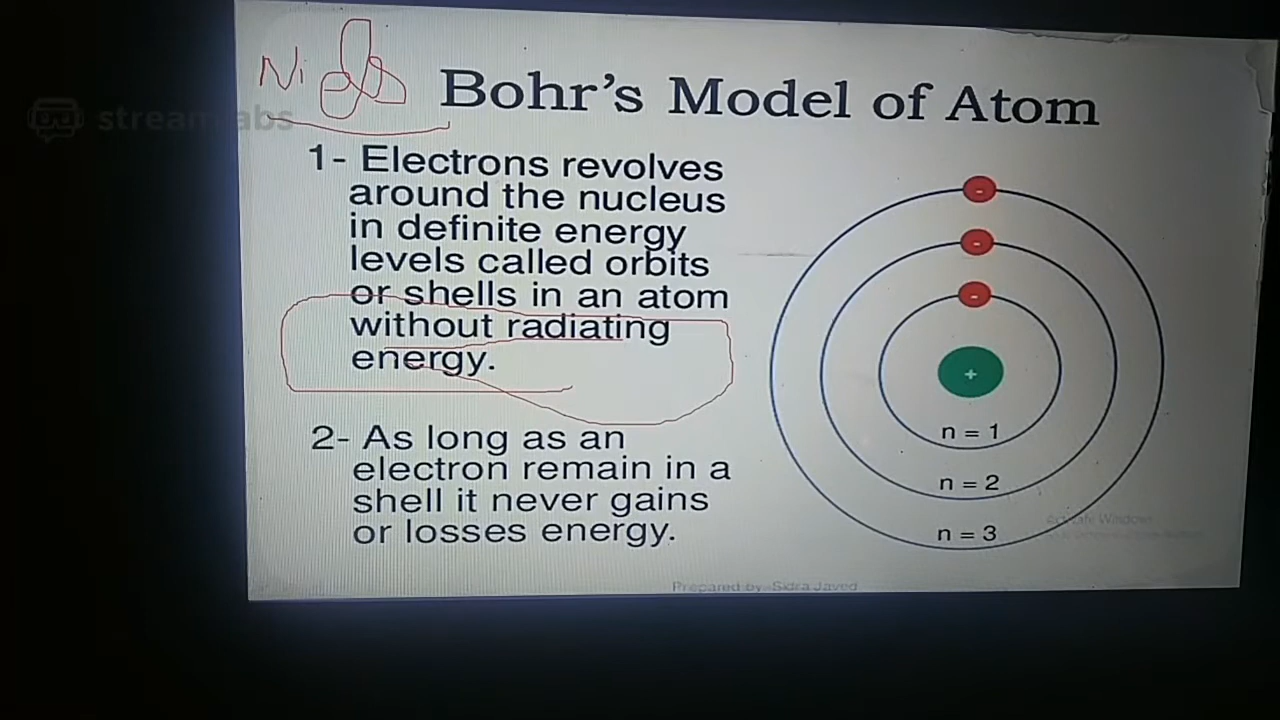 streamlabs
Bohr's Model of Atom
1- Electrons revolves
around the nucleus
in definite energy
levels called orbits
or shells in an atom
without radiating
energy.
2- As long as an
electron remain in a
shell it never gains
or losses energy.
-
-
-
+
n = 1
n = 2
n = 3
Activate Windows
Prepared by: Sidra Javed